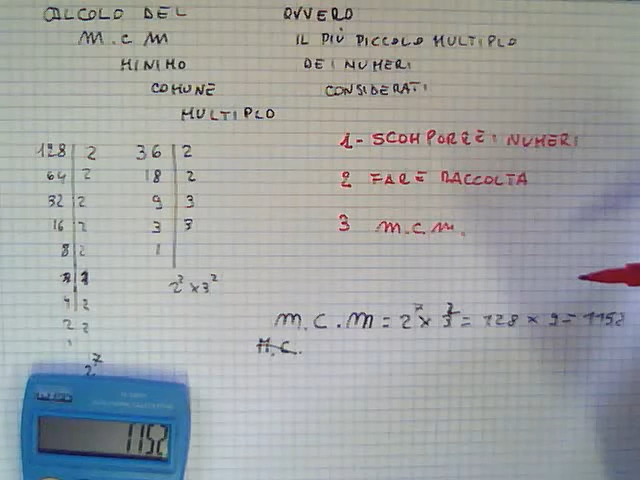 CALCOLO DEL OVVERO
m.c m IL PIÙ PICCOLO MULTIPLO
MINIMO DEI NUMERI
COMUNE CONSIDERATI
MULTIPLO
1- SCOMPORRE i NUMERI
128 2 36 2
64 2 18 2
2 FARE RACCOLTA
32 2 9 3
16 2 3 3
3 m.c.m.
8 2 1
2² x 3²
4 2
m.c.m = 2⁷ x 3² = 128 x 9 = 1152
2 2
1
M.C.
2⁷
1152